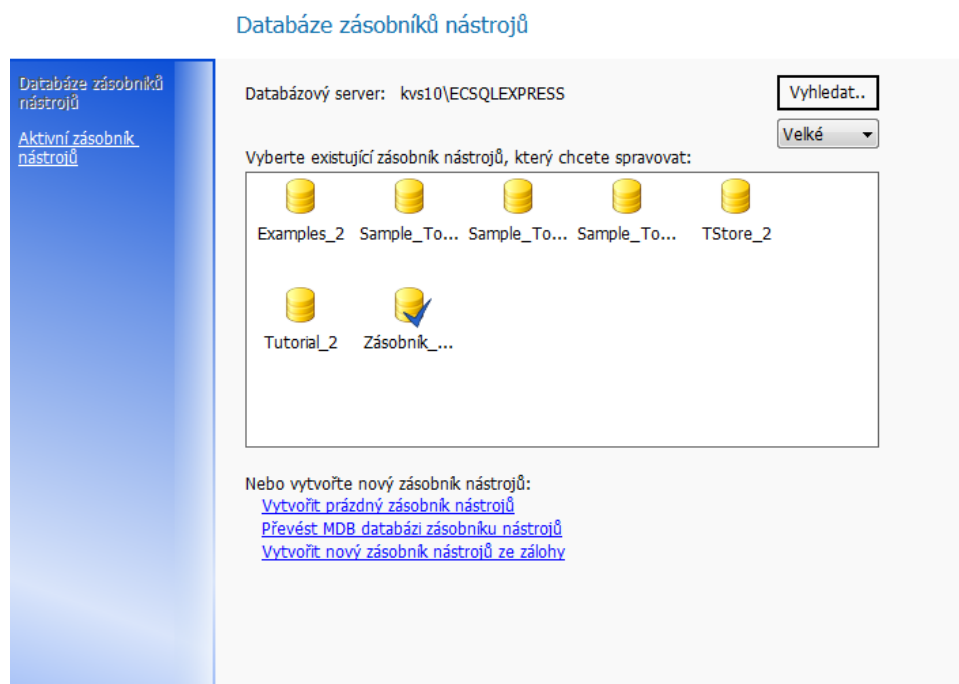 Databáze zásobníků nástrojů
Databáze zásobníků
nástrojů
Aktivní zásobník
nástrojů
Databázový server: kvs10\ECSQLEXPRESS
Vyhledat..
Velké
Vyberte existující zásobník nástrojů, který chcete spravovat:
Examples_2 Sample_To... Sample_To... Sample_To... TStore_2
Tutorial_2 Zásobník_...
Nebo vytvořte nový zásobník nástrojů:
Vytvořit prázdný zásobník nástrojů
Převést MDB databázi zásobníku nástrojů
Vytvořit nový zásobník nástrojů ze zálohy